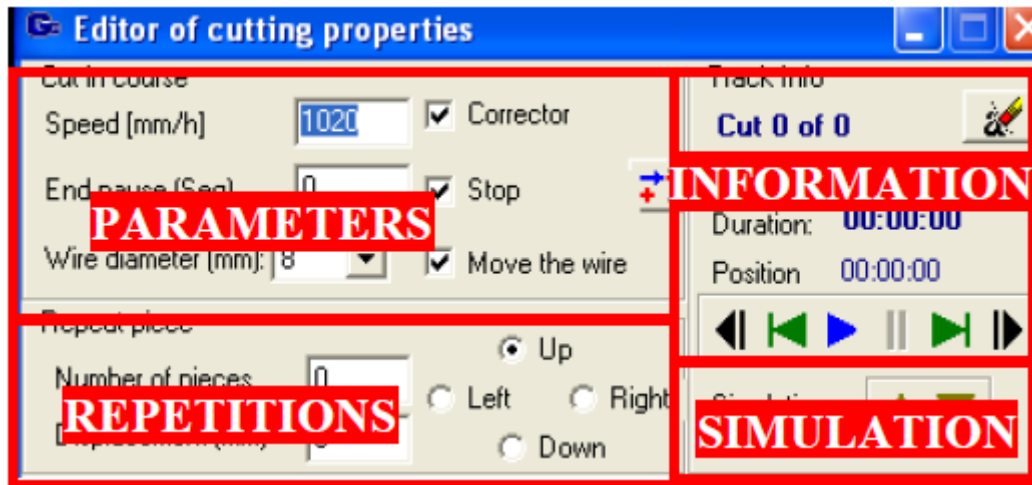 Editor of cutting properties
Cut in course
Speed [mm/h] 1020 Corrector
End pause (Seg) 0 Stop
PARAMETERS
Wire diameter (mm): 8 Move the wire
Track Info
Cut 0 of 0
INFORMATION
Duration: 00:00:00
Position 00:00:00
Repeat piece
Up
Number of pieces 0
Left Right
REPETITIONS
Down
SIMULATION